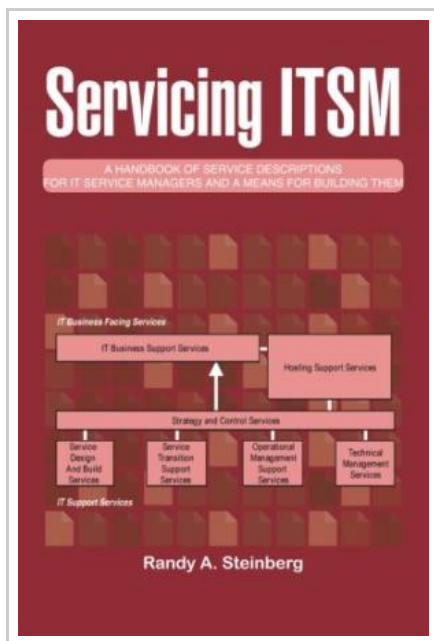 Servicing ITSM
A HANDBOOK OF SERVICE DESCRIPTIONS
FOR IT SERVICE MANAGERS AND A MEANS FOR BUILDING THEM
IT Business Facing Services
IT Business Support Services
Hosting Support Services
Strategy and Control Services
Service
Design
And Build
Services
Service
Transition
Support
Services
Operational
Management
Support
Services
Technical
Management
Services
IT Support Services
Randy A. Steinberg